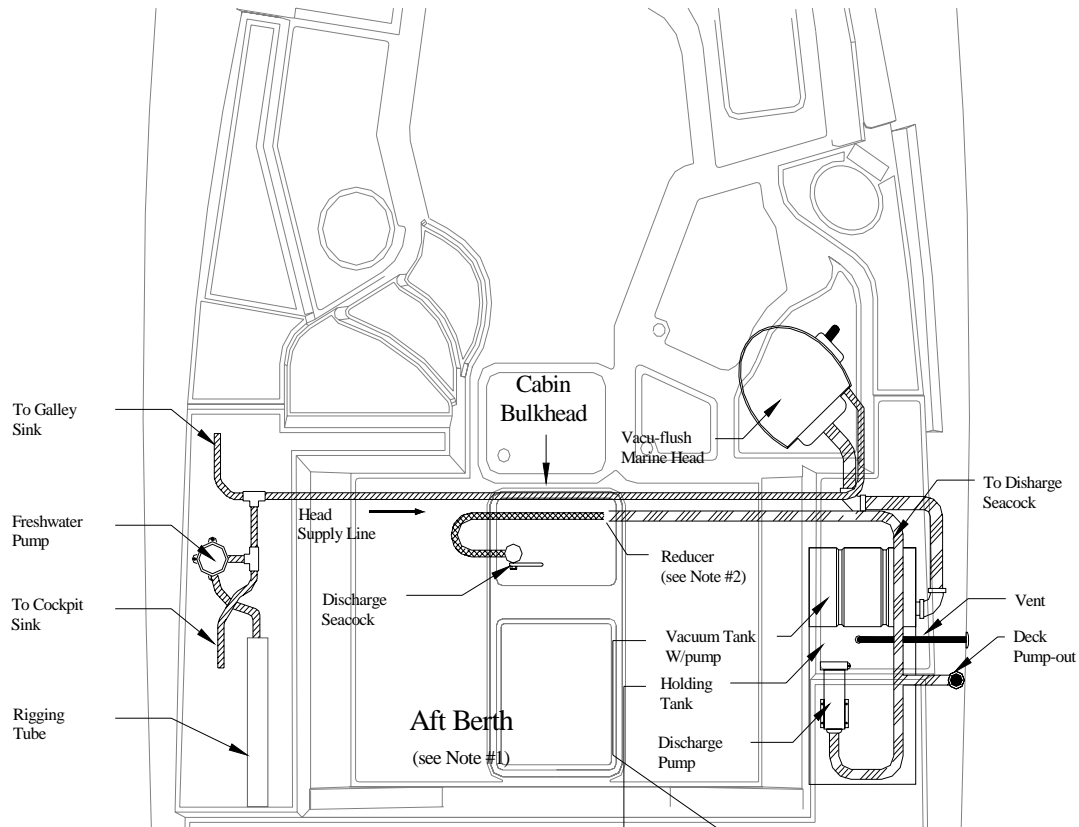 Cabin
Bulkhead
To Galley
Sink
Vacu-flush
Marine Head
To Disharge
Seacock
Freshwater
Pump
Head
Supply Line
Reducer
(see Note #2)
Discharge
Seacock
To Cockpit
Sink
Vent
Vacuum Tank
W/pump
Deck
Pump-out
Holding
Tank
Rigging
Tube
Aft Berth
(see Note #1)
Discharge
Pump